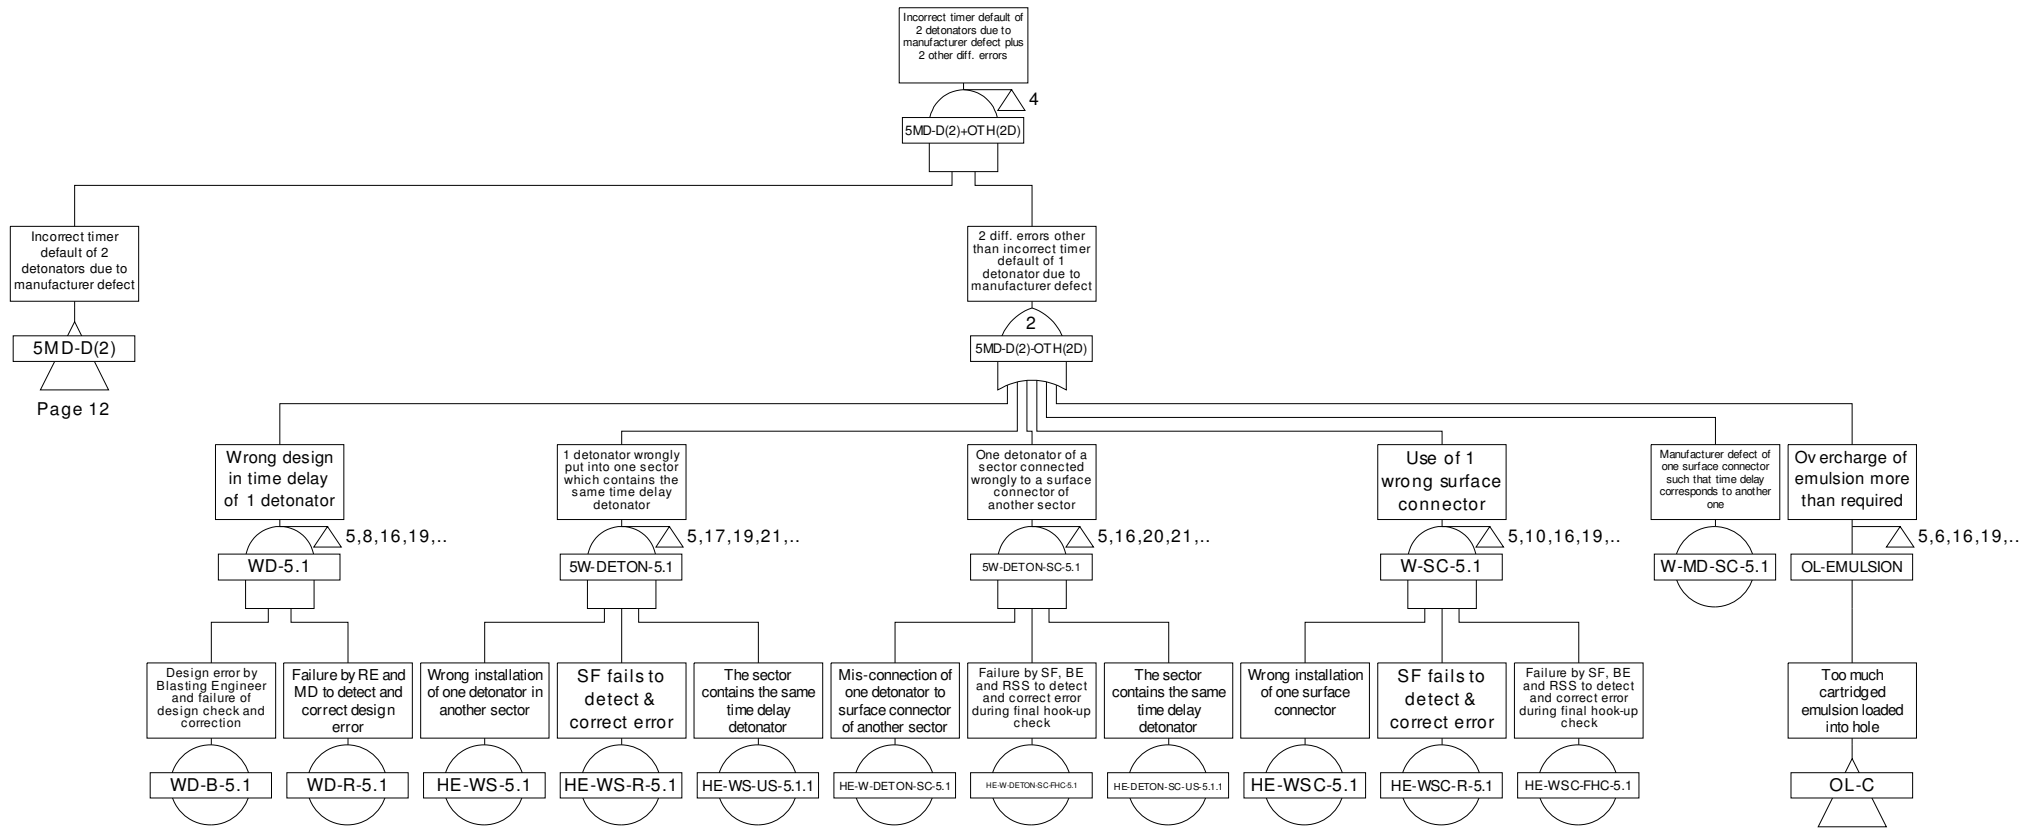 Incorrect timer default of
2 detonators due to
manufacturer defect plus
2 other diff. errors
4
5MD-D(2)+OTH(2D)
Incorrect timer
default of 2
detonators due to
manufacturer defect
5MD-D(2)
Page 12
2 diff. errors other
than incorrect timer
default of 1
detonator due to
manufacturer defect
2
5MD-D(2)-OTH(2D)
Wrong design
in time delay
of 1 detonator
5,8,16,19,..
WD-5.1
1 detonator wrongly
put into one sector
which contains the
same time delay
detonator
5,17,19,21,..
5W-DETON-5.1
One detonator of a
sector connected
wrongly to a surface
connector of
another sector
5,16,20,21,..
5W-DETON-SC-5.1
Use of 1
wrong surface
connector
5,10,16,19,..
W-SC-5.1
Manufacturer defect of
one surface connector
such that time delay
corresponds to another
one
W-MD-SC-5.1
Overcharge of
emulsion more
than required
5,6,16,19,..
OL-EMULSION
Design error by
Blasting Engineer
and failure of
design check and
correction
WD-B-5.1
Failure by RE and
MD to detect and
correct design
error
WD-R-5.1
Wrong installation
of one detonator in
another sector
HE-WS-5.1
SF fails to
detect &
correct error
HE-WS-R-5.1
The sector
contains the same
time delay
detonator
HE-WS-US-5.1.1
Mis-connection of
one detonator to
surface connector
of another sector
HE-W-DETON-SC-5.1
Failure by SF, BE
and RSS to detect
and correct error
during final hook-up
check
HE-W-DETON-SC-FHC-5.1
The sector
contains the same
time delay
detonator
HE-DETON-SC-US-5.1.1
Wrong installation
of one surface
connector
HE-WSC-5.1
SF fails to
detect &
correct error
HE-WSC-R-5.1
Failure by SF, BE
and RSS to detect
and correct error
during final hook-up
check
HE-WSC-FHC-5.1
Too much
cartridged
emulsion loaded
into hole
OL-C